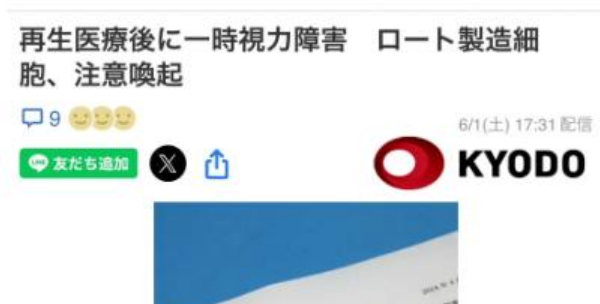 再生医療後に一時視力障害　ロート製造細
胞、注意喚起
9
6/1(土) 17:31 配信
友だち追加
KYODO